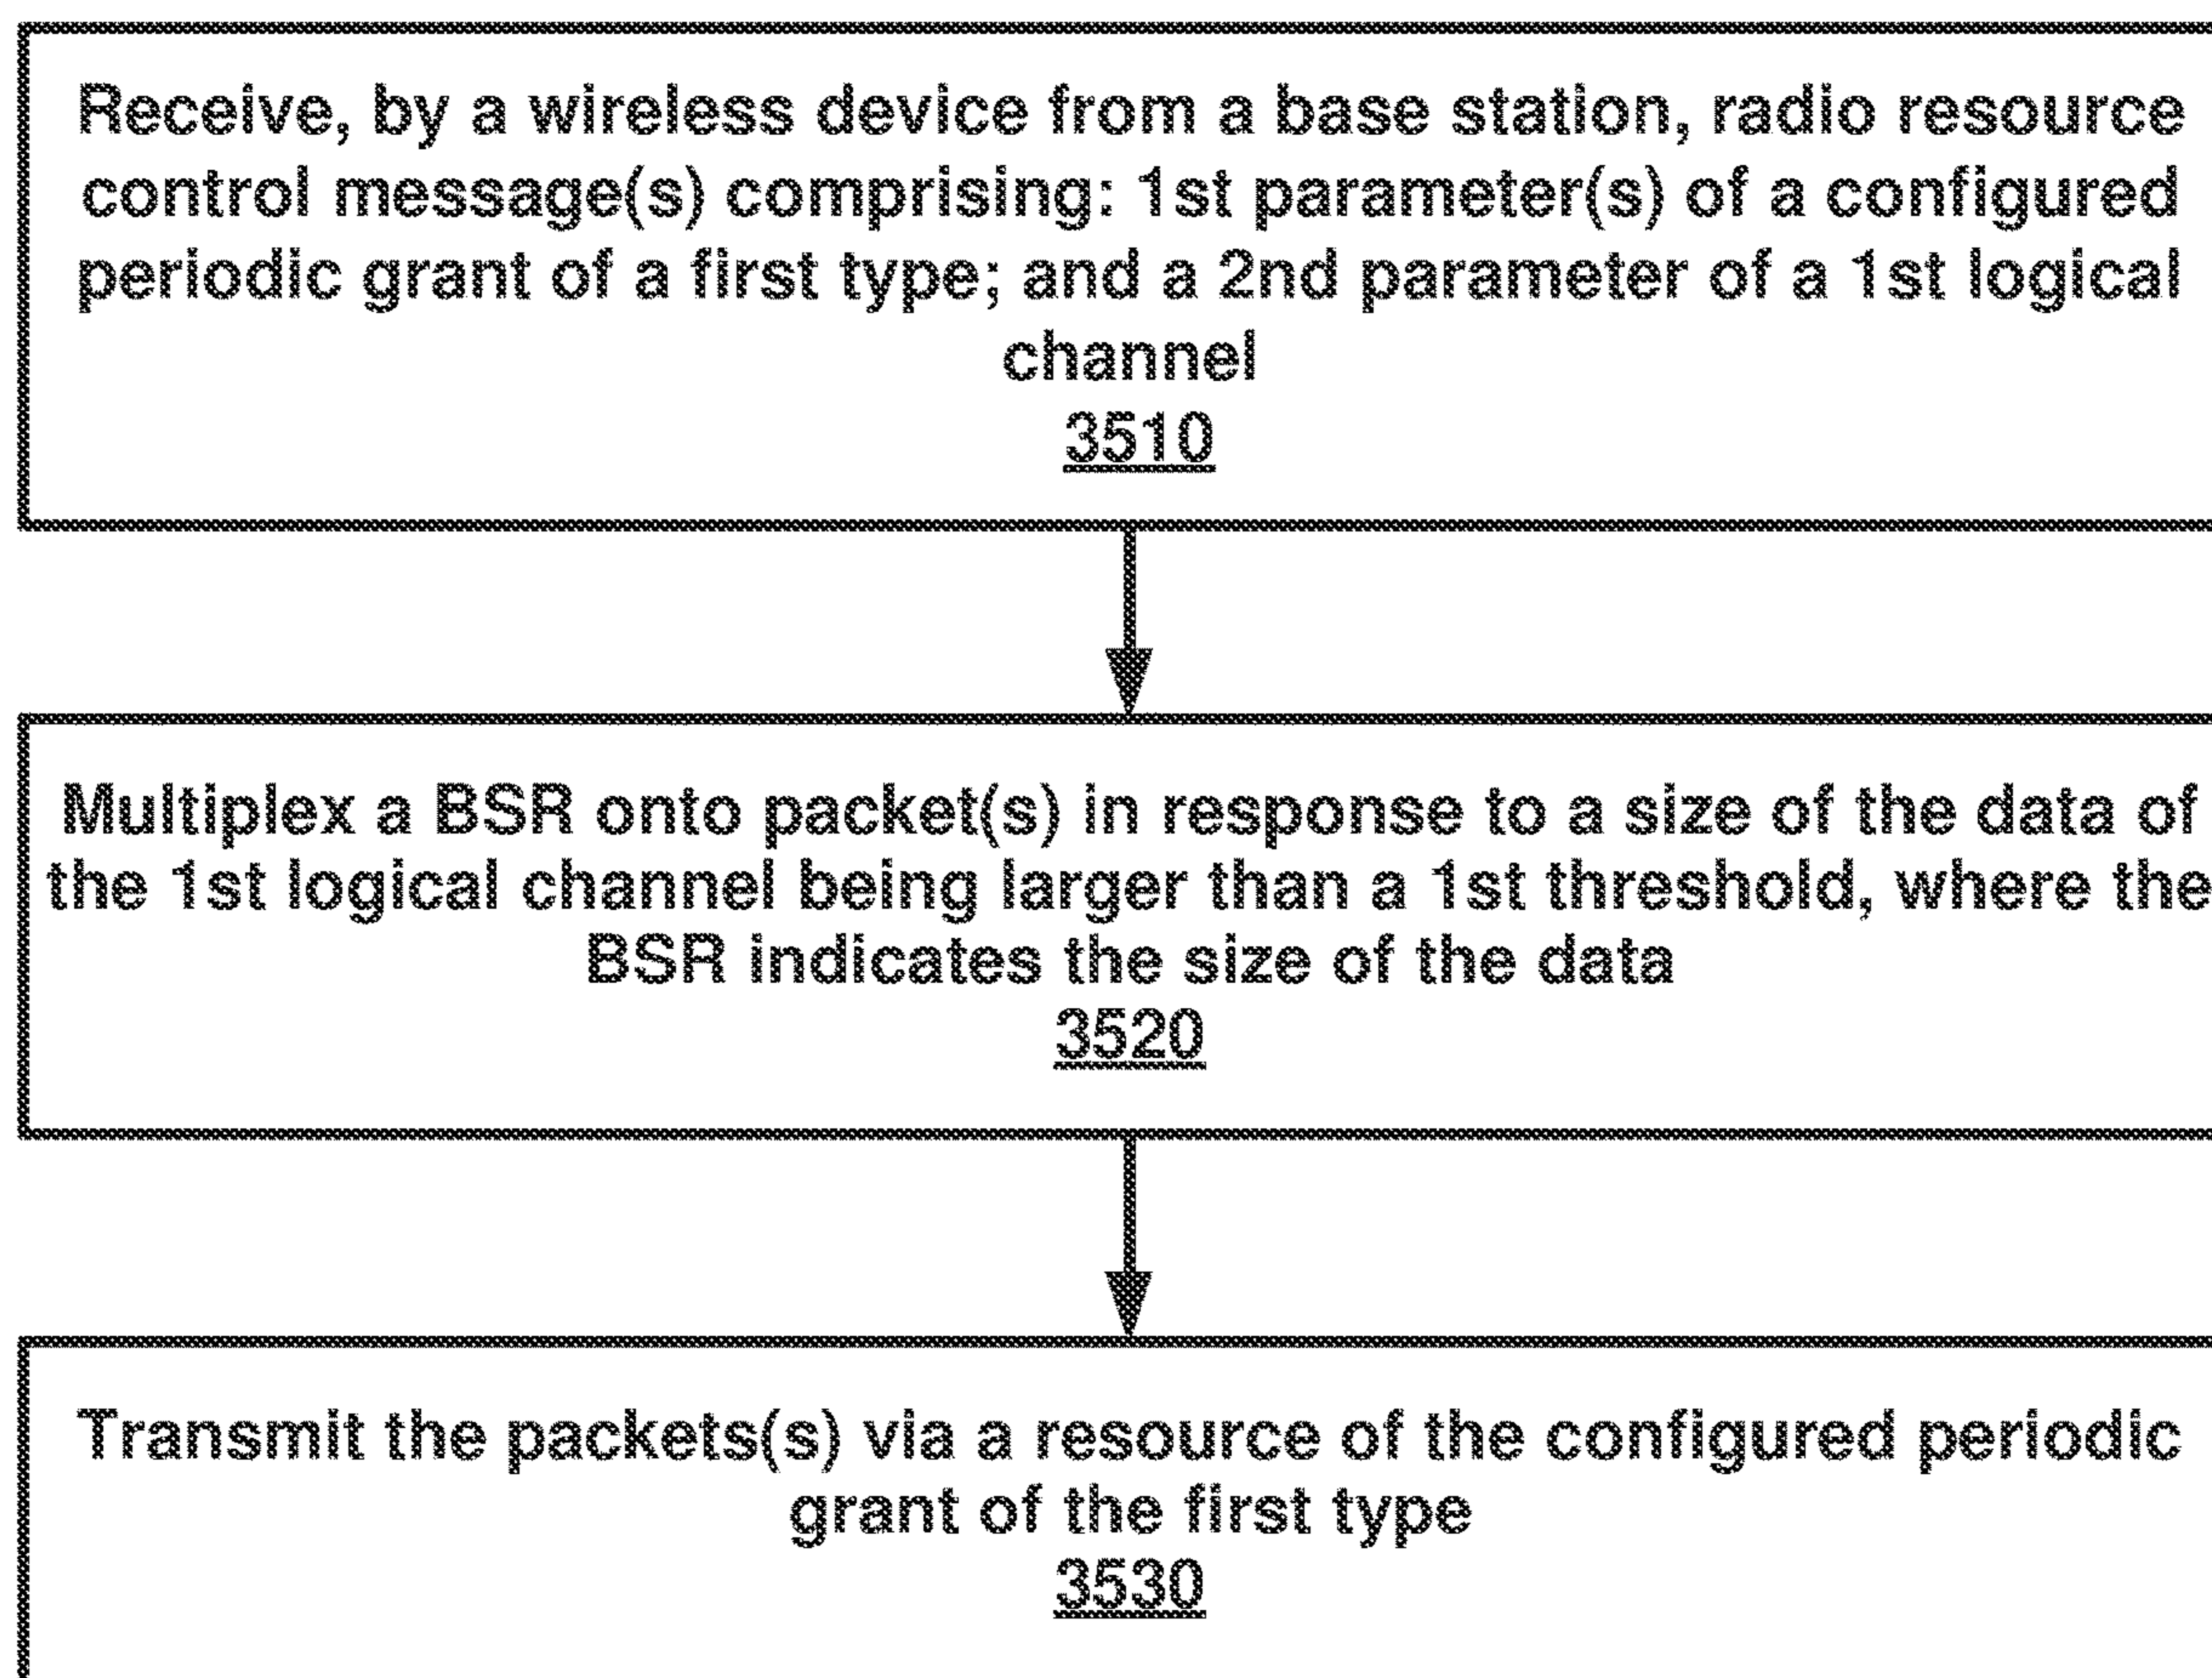 Receive, by a wireless device from a base station, radio resource
control message(s) comprising: 1st parameter(s) of a configured
periodic grant of a first type; and a 2nd parameter of a 1st logical
channel
3510
Multiplex a BSR onto packet(s) in response to a size of the data of
the 1st logical channel being larger than a 1st threshold, where the
BSR indicates the size of the data
3520
Transmit the packets(s) via a resource of the configured periodic
grant of the first type
3530